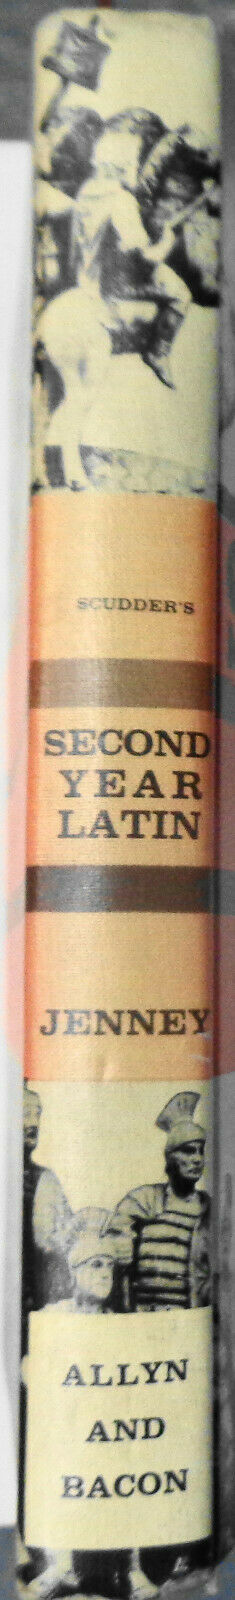 SCUDDER'S
SECOND
YEAR
LATIN
JENNEY
ALLYN
AND
BACON